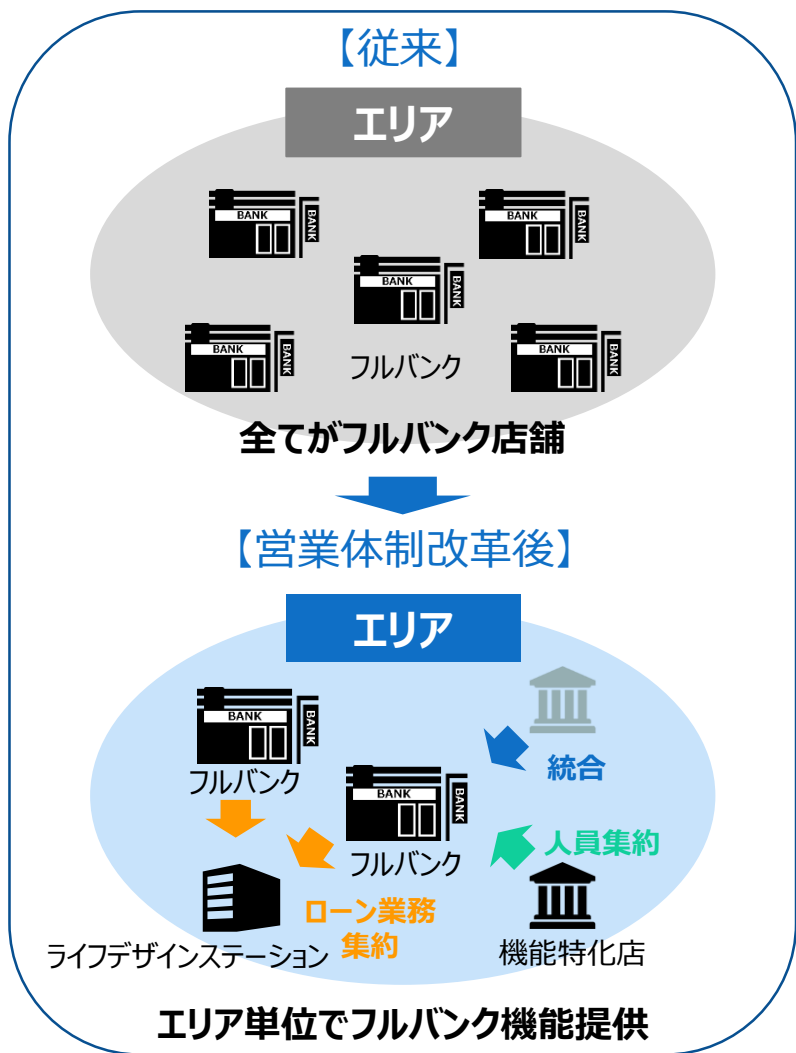 【従来】
エリア
BANK
BANK
BANK
BANK
BANK
BANK
BANK
BANK
BANK
BANK
フルバンク
全てがフルバンク店舗
【営業体制改革後】
エリア
BANK
BANK
フルバンク
統合
BANK
BANK
フルバンク
人員集約
ローン業務
集約
ライフデザインステーション
機能特化店
エリア単位でフルバンク機能提供